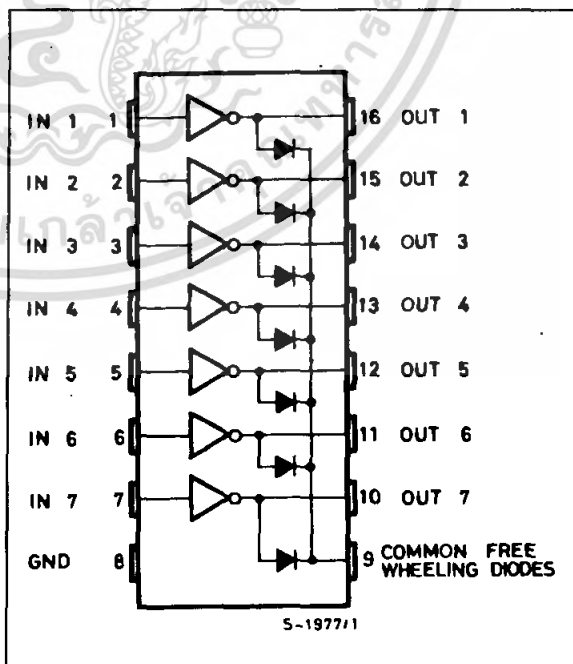 IN 1 1 16 OUT 1
IN 2 2 15 OUT 2
IN 3 3 14 OUT 3
IN 4 4 13 OUT 4
IN 5 5 12 OUT 5
IN 6 6 11 OUT 6
IN 7 7 10 OUT 7
GND 8 9 COMMON FREE
WHEELING DIODES
S-1977/1